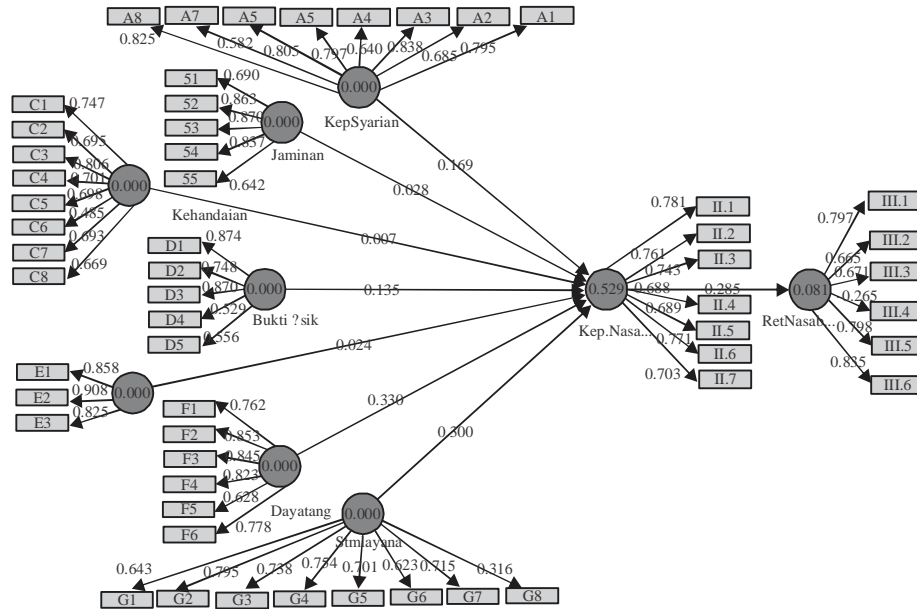 A8 A7 A5 A5 A4 A3 A2 A1
0.825 0.582 0.805 0.797 0.640 0.838 0.685 0.795
0.000
KepSyarian
51 52 53 54 55
0.690 0.863 0.870 0.837 0.642
0.000
Jaminan
C1 C2 C3 C4 C5 C6 C7 C8
0.747 0.695 0.806 0.701 0.698 0.485 0.693 0.669
0.000
Kehandaian
D1 D2 D3 D4 D5
0.874 0.748 0.870 0.529 0.556
0.000
Bukti ?sik
E1 E2 E3
0.858 0.908 0.825
0.000
F1 F2 F3 F4 F5 F6
0.762 0.853 0.845 0.823 0.628 0.778
0.000
Dayatang
0.000
Stmlayana
0.643 0.795 0.738 0.754 0.701 0.623 0.715 0.316
G1 G2 G3 G4 G5 G6 G7 G8
0.169
0.028
0.007
0.135
0.024
0.330
0.300
0.529
Kep.Nasa...
0.781 0.761 0.743 0.688 0.689 0.771 0.703
II.1 II.2 II.3 II.4 II.5 II.6 II.7
0.285
0.081
RetNasab...
0.797 0.665 0.671 0.265 0.798 0.835
III.1 III.2 III.3 III.4 III.5 III.6